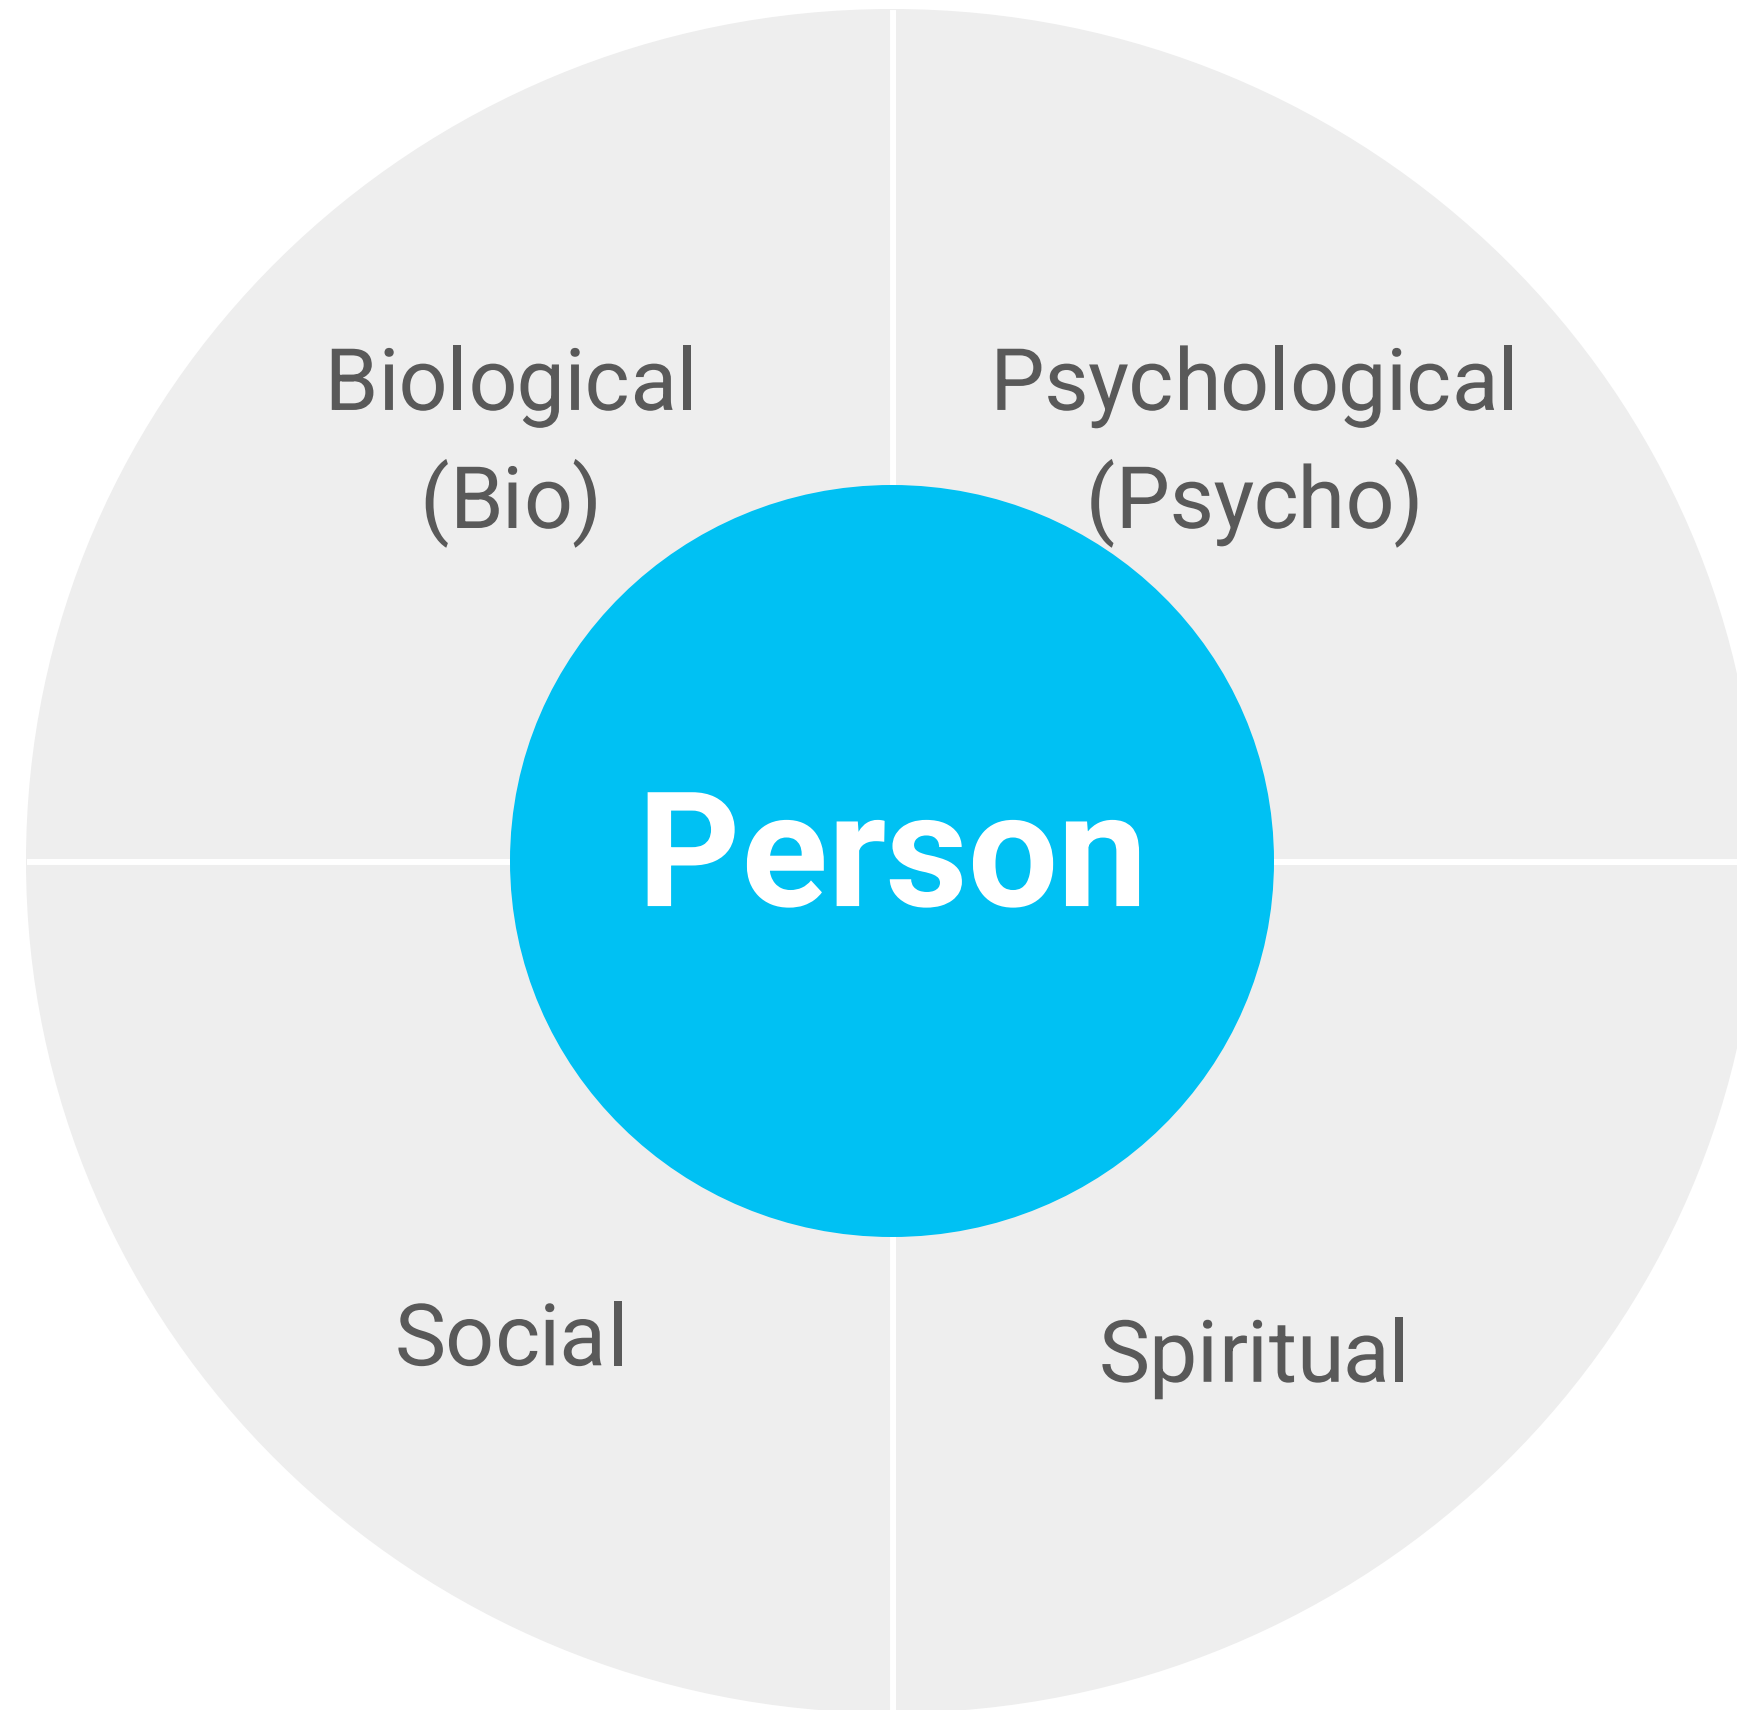 Biological
(Bio)
Psychological
(Psycho)
Person
Social
Spiritual